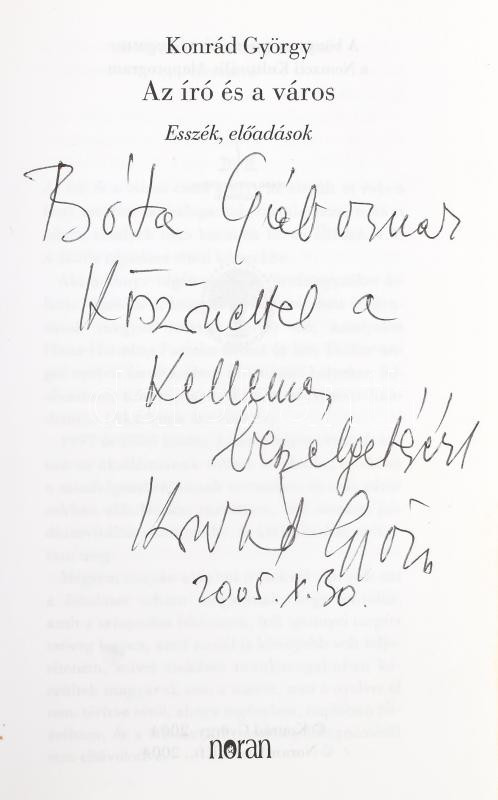 Konrád György
Az író és a város
Esszék, előadások
Bóta Gábornak
Köszönettel a
kellemes
beszélgetésért
Konrád György
2005. X. 30.
noran